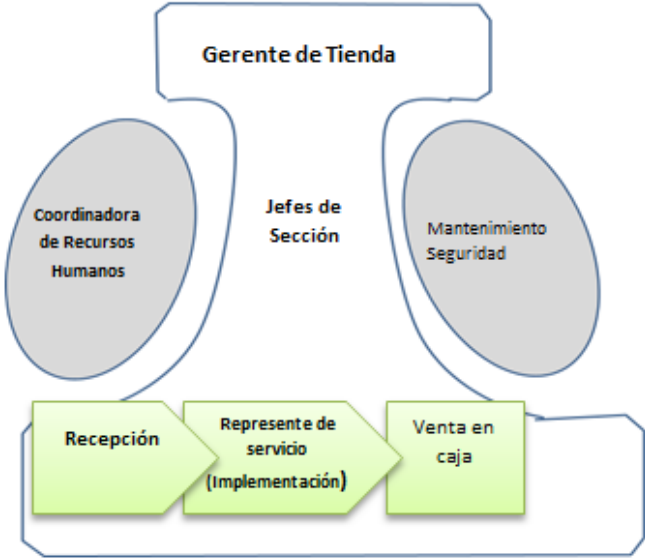 Gerente de Tienda
Coordinadora
de Recursos
Humanos
Jefes de
Sección
Mantenimiento
Seguridad
Recepción
Represente de
servicio
(Implementación)
Venta en
caja